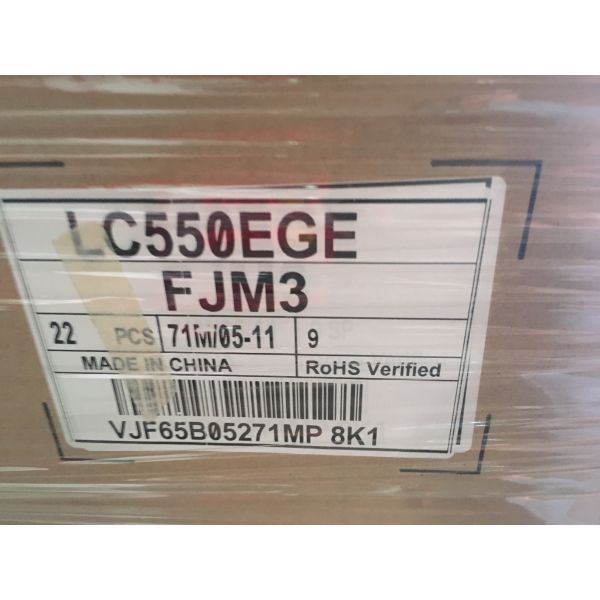 LC550EGE
FJM3
22 PCS 71M/05-11 9
MADE IN CHINA RoHS Verified
VJF65B05271MP 8K1